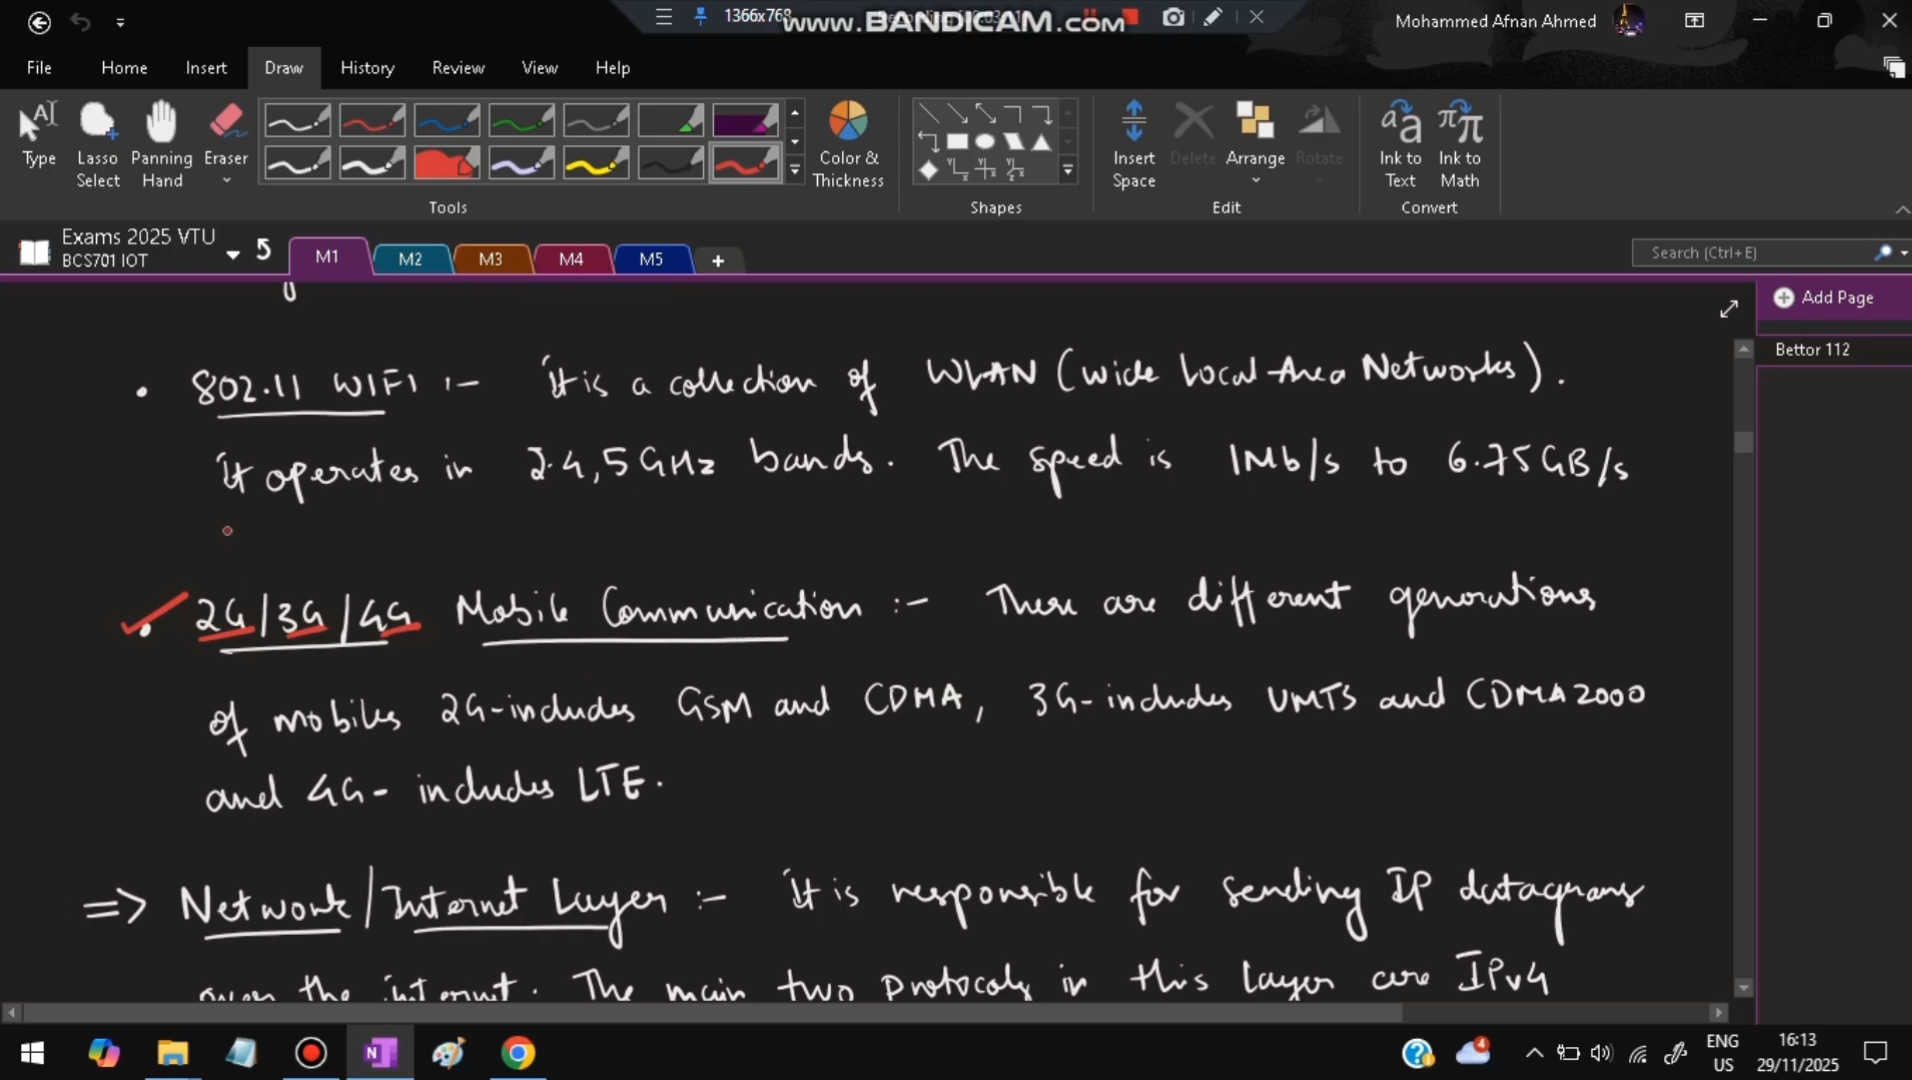 1366x768
www.BANDICAM.com
Mohammed Afnan Ahmed
File Home Insert Draw History Review View Help
Type
Lasso Select
Panning Hand
Eraser
Color & Thickness
Insert Space
Delete
Arrange
Rotate
Ink to Text
Ink to Math
Tools
Shapes
Edit
Convert
Exams 2025 VTU
BCS701 IOT
M1 M2 M3 M4 M5 +
Search (Ctrl+E)
Add Page
Bettor 112
• 802.11 WIFI :- It is a collection of WLAN (Wide Local Area Networks).
It operates in 2.4, 5 GHz bands. The speed is 1Mb/s to 6.75GB/s
• 2G/3G/4G Mobile Communication :- There are different generations
of mobiles 2G-includes GSM and CDMA, 3G-includes UMTS and CDMA2000
and 4G- includes LTE.
=> Network/Internet Layer :- It is responsible for sending IP datagrams
over the internet. The main two protocols in this layer are IPv4
4
ENG
US
16:13
29/11/2025